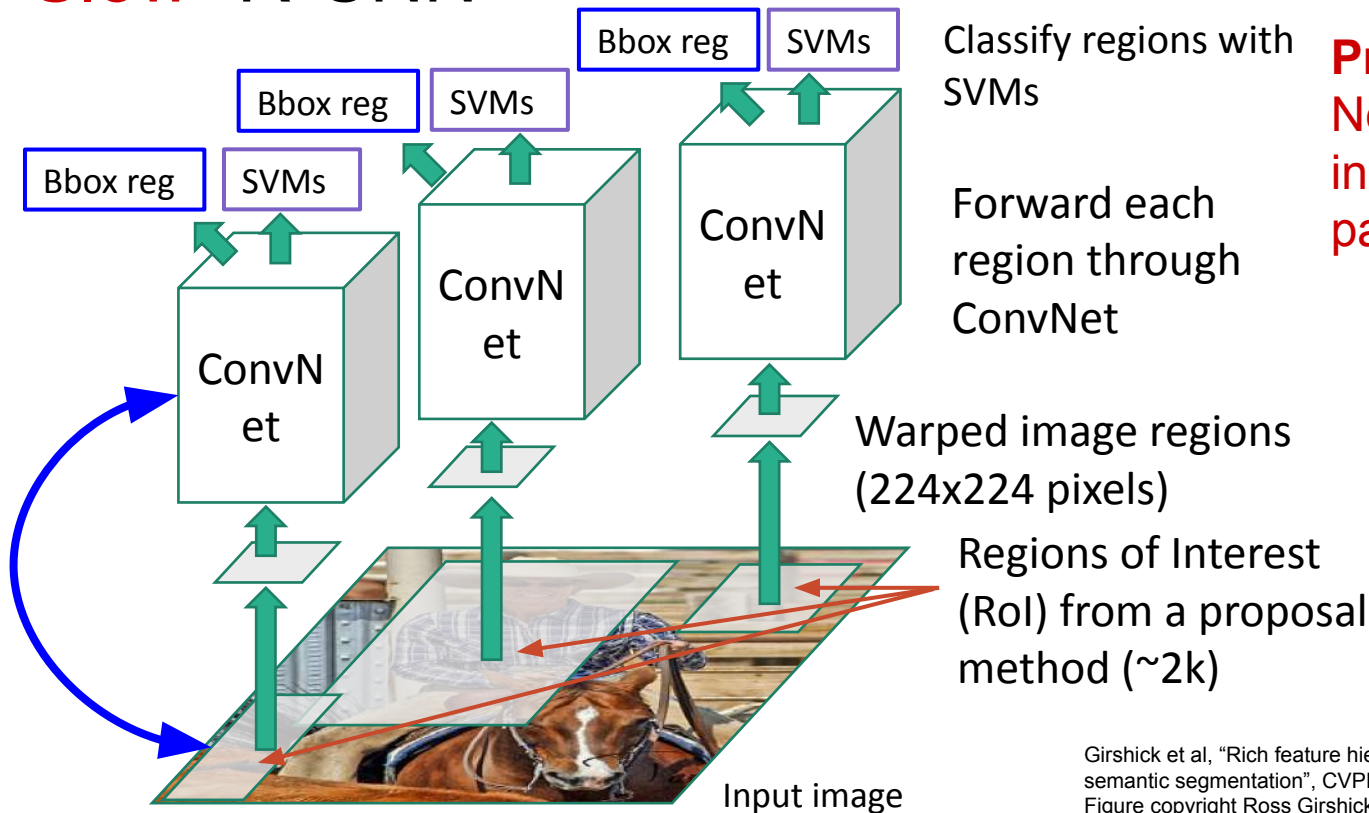 R-CNN
Bbox reg
SVMs
Classify regions with
SVMs
Bbox reg
SVMs
Bbox reg
SVMs
ConvN
et
ConvN
et
ConvN
et
Forward each
region through
ConvNet
Warped image regions
(224x224 pixels)
Regions of Interest
(RoI) from a proposal
method (~2k)
Input image
Girshick et al, “Rich feature
semantic segmentation”,
Figure copyright Ross Girshick